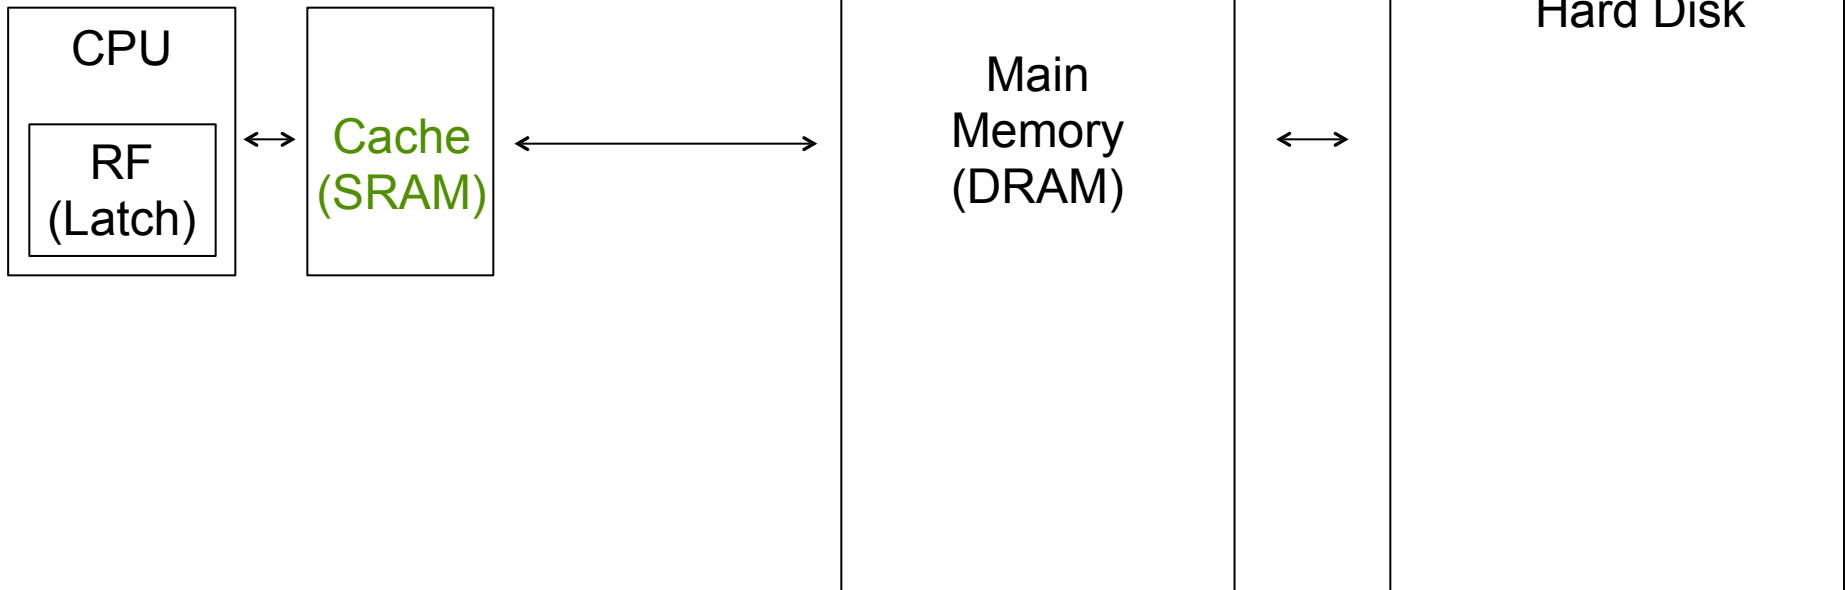 CPU
RF
(Latch)
Cache
(SRAM)
Main
Memory
(DRAM)
Hard Disk